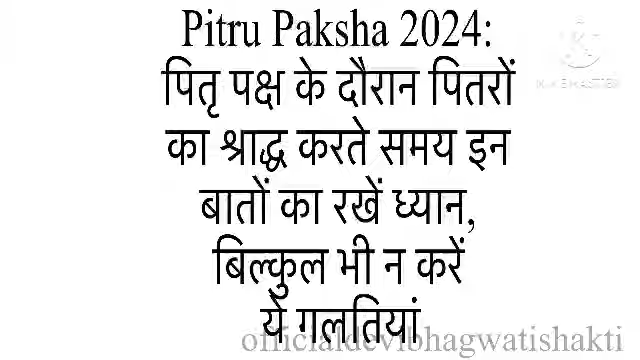 Pitru Paksha 2024:
पितृ पक्ष के दौरान पितरों
का श्राद्ध करते समय इन
बातों का रखें ध्यान,
बिल्कुल भी न करें
ये गलतियां
officialdevibhagwatishakti